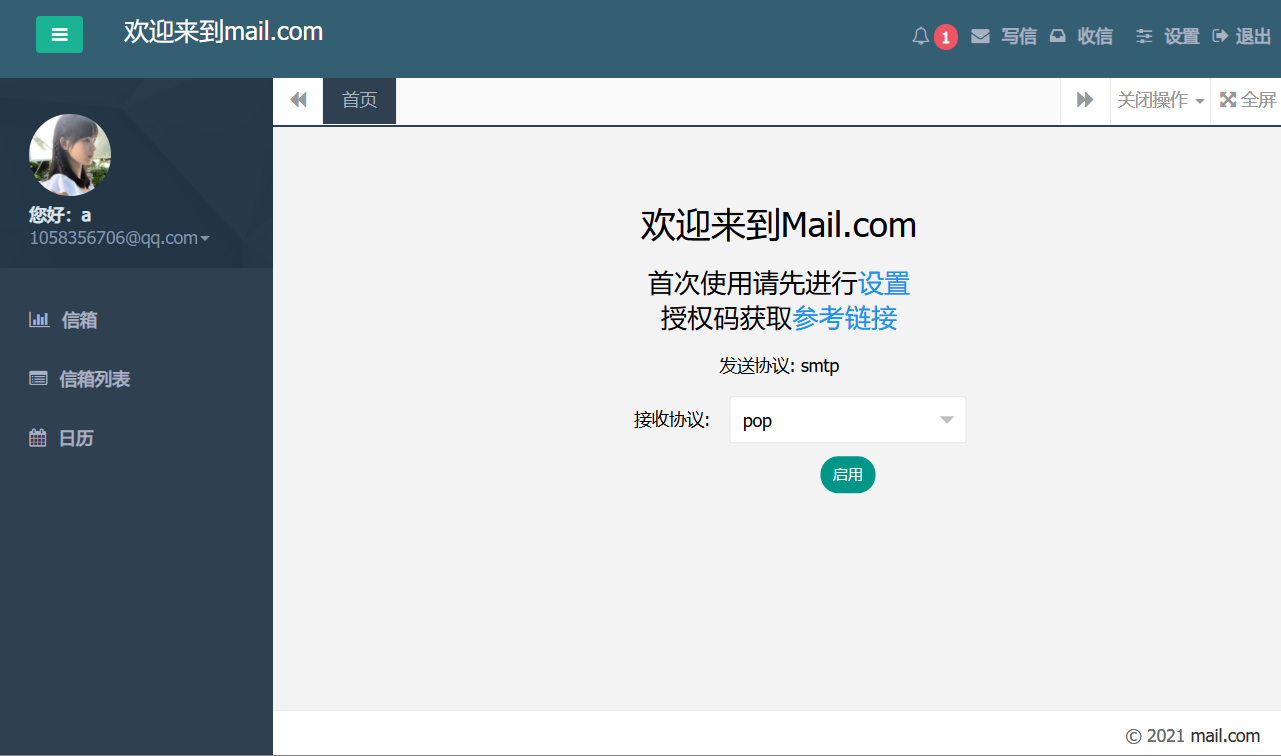 欢迎来到mail.com
1 写信 收信 设置 退出
首页 关闭操作 全屏
您好：a
1058356706@qq.com
信箱
信箱列表
日历
欢迎来到Mail.com
首次使用请先进行设置
授权码获取参考链接
发送协议: smtp
接收协议: pop
启用
© 2021 mail.com